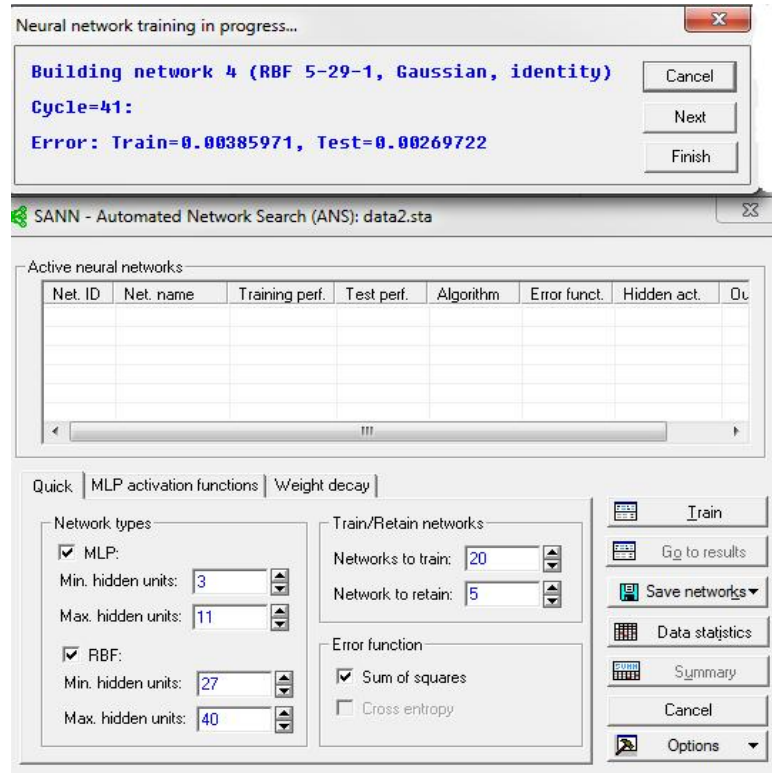 Neural network training in progress...
Building network 4 (RBF 5-29-1, Gaussian, identity)
Cycle=41:
Error: Train=0.00385971, Test=0.00269722
Cancel
Next
Finish
SANN - Automated Network Search (ANS): data2.sta
Active neural networks
Net. ID Net. name Training perf. Test perf. Algorithm Error funct. Hidden act. Ou
Quick MLP activation functions Weight decay
Network types
MLP:
Min. hidden units: 3
Max. hidden units: 11
RBF:
Min. hidden units: 27
Max. hidden units: 40
Train/Retain networks
Networks to train: 20
Network to retain: 5
Error function
Sum of squares
Cross entropy
Train
Go to results
Save networks
Data statistics
Summary
Cancel
Options